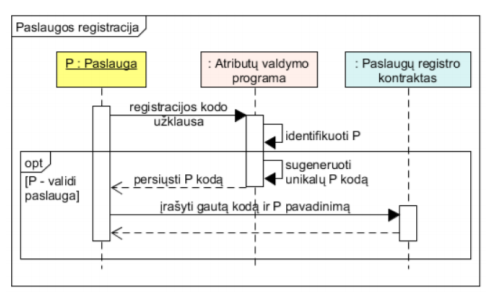 Paslaugos registracija
P : Paslauga
: Atributų valdymo
programa
: Paslaugų registro
kontraktas
registracijos kodo
užklausa
identifikuoti P
opt
[P - validi
paslauga]
sugeneruoti
unikalų P kodą
persiųsti P kodą
įrašyti gautą kodą ir P pavadinimą